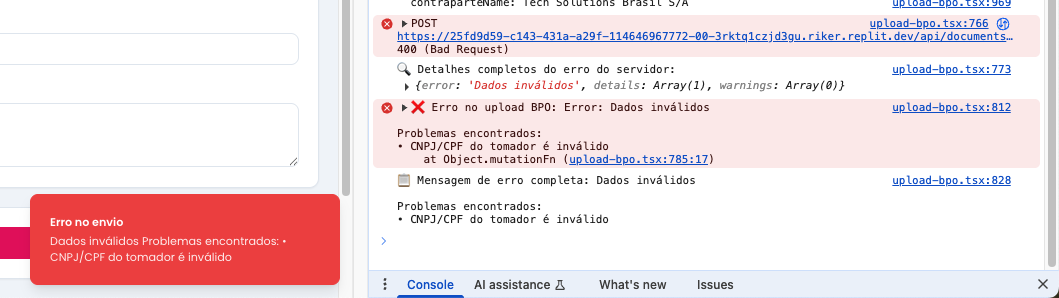 contraparteName: Tech Solutions Brasil S/A upload-bpo.tsx:969
POST upload-bpo.tsx:766
https://25fd9d59-c143-431a-a29f-114646967772-00-3rktq1czjd3gu.riker.replit.dev/api/documents…
400 (Bad Request)
🔍 Detalhes completos do erro do servidor: upload-bpo.tsx:773
{error: 'Dados inválidos', details: Array(1), warnings: Array(0)}
❌ Erro no upload BPO: Error: Dados inválidos upload-bpo.tsx:812
Problemas encontrados:
• CNPJ/CPF do tomador é inválido
at Object.mutationFn (upload-bpo.tsx:785:17)
📋 Mensagem de erro completa: Dados inválidos upload-bpo.tsx:828
Problemas encontrados:
• CNPJ/CPF do tomador é inválido
Erro no envio
Dados inválidos Problemas encontrados: •
CNPJ/CPF do tomador é inválido
Console AI assistance What's new Issues